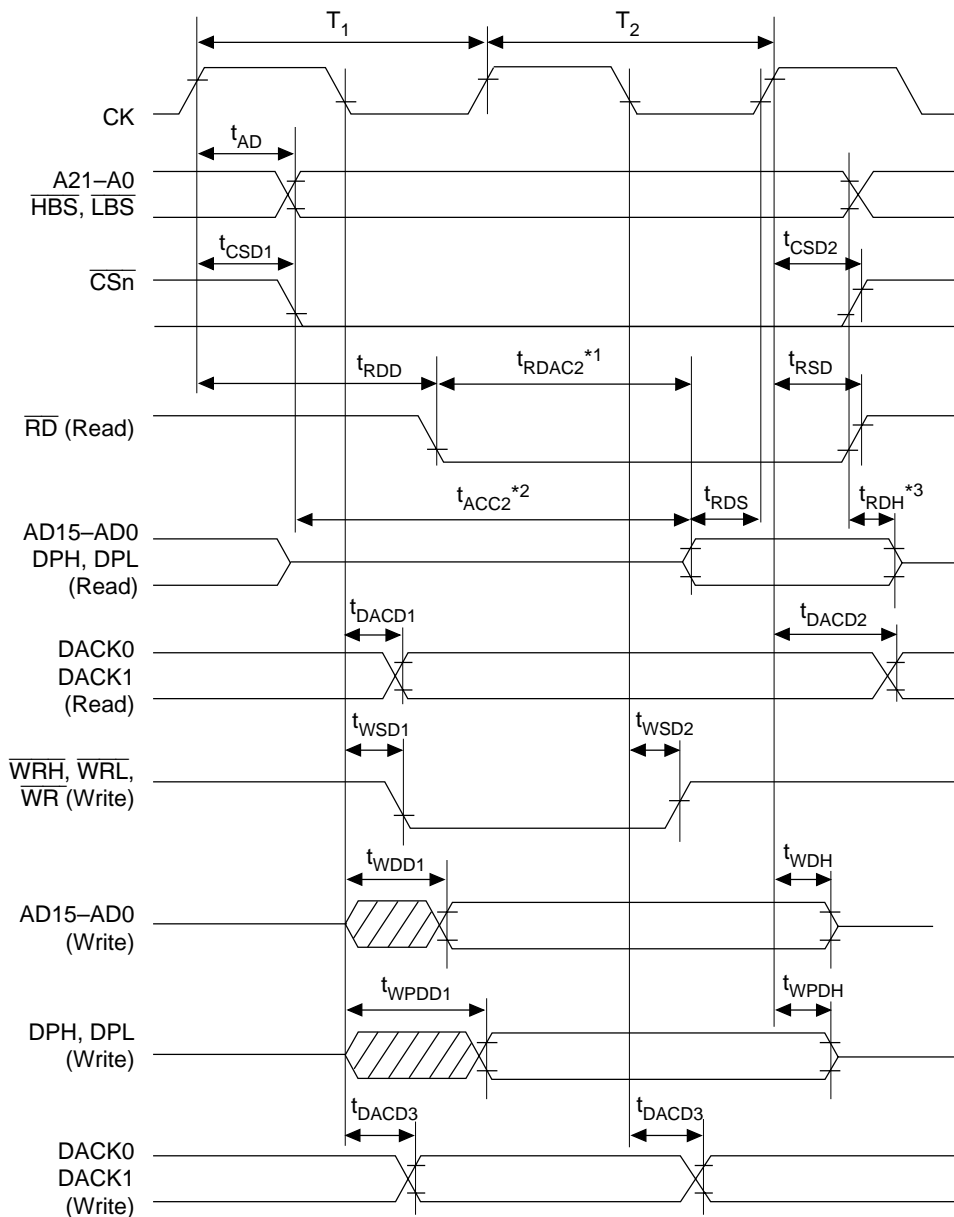 T1 T2
CK
tAD
A21–A0
HBS, LBS
tCSD1 tCSD2
CSn
tRDD tRDAC2*1 tRSD
RD (Read)
tACC2*2 tRDS tRDH*3
AD15–AD0
DPH, DPL
(Read)
tDACD1 tDACD2
DACK0
DACK1
(Read)
tWSD1 tWSD2
WRH, WRL,
WR (Write)
tWDD1 tWDH
AD15–AD0
(Write)
tWPDD1 tWPDH
DPH, DPL
(Write)
tDACD3 tDACD3
DACK0
DACK1
(Write)